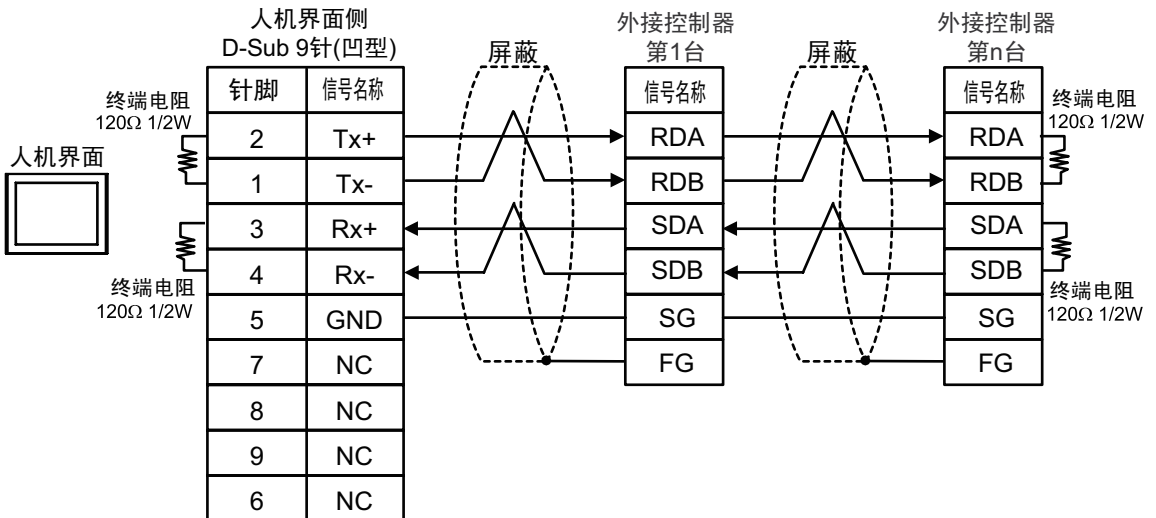 人机界面侧
D-Sub 9针(凹型)
屏蔽
外接控制器
第1台
屏蔽
外接控制器
第n台
针脚 信号名称
信号名称
信号名称
终端电阻
120Ω 1/2W
终端电阻
120Ω 1/2W
人机界面
2 Tx+ RDA RDA
1 Tx- RDB RDB
3 Rx+ SDA SDA
4 Rx- SDB SDB
终端电阻
120Ω 1/2W
终端电阻
120Ω 1/2W
5 GND SG SG
7 NC FG FG
8 NC
9 NC
6 NC